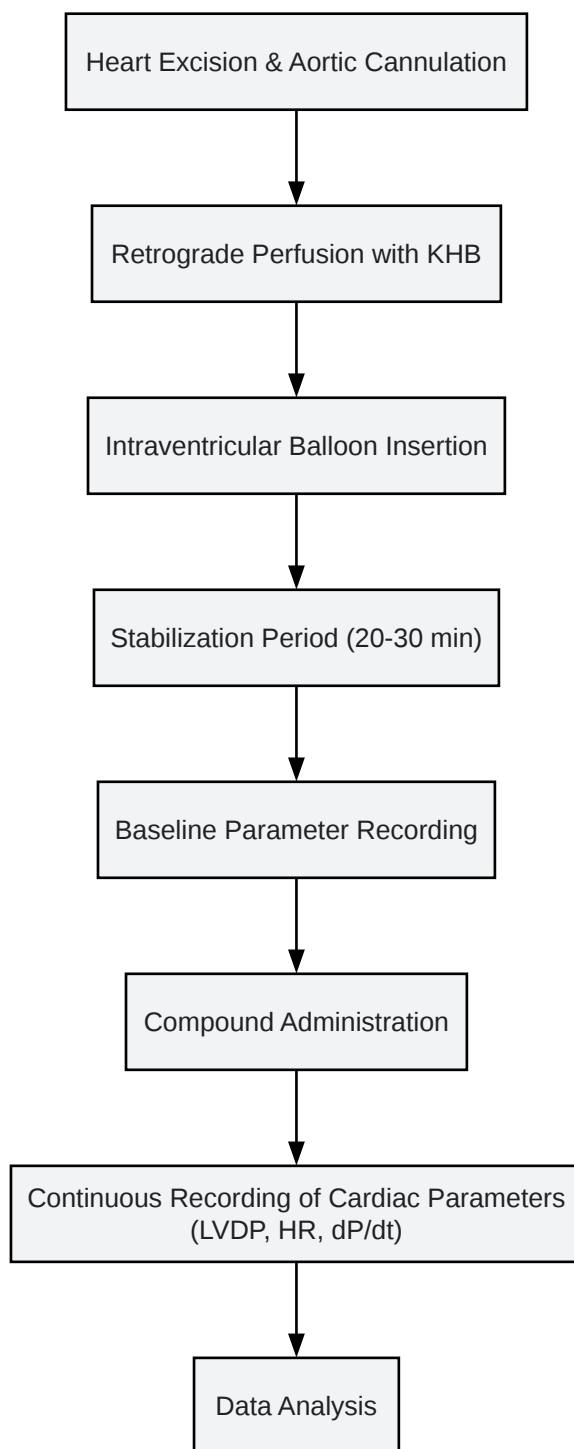 Heart Excision & Aortic Cannulation
Retrograde Perfusion with KHB
Intraventricular Balloon Insertion
Stabilization Period (20-30 min)
Baseline Parameter Recording
Compound Administration
Continuous Recording of Cardiac Parameters
(LVDP, HR, dP/dt)
Data Analysis